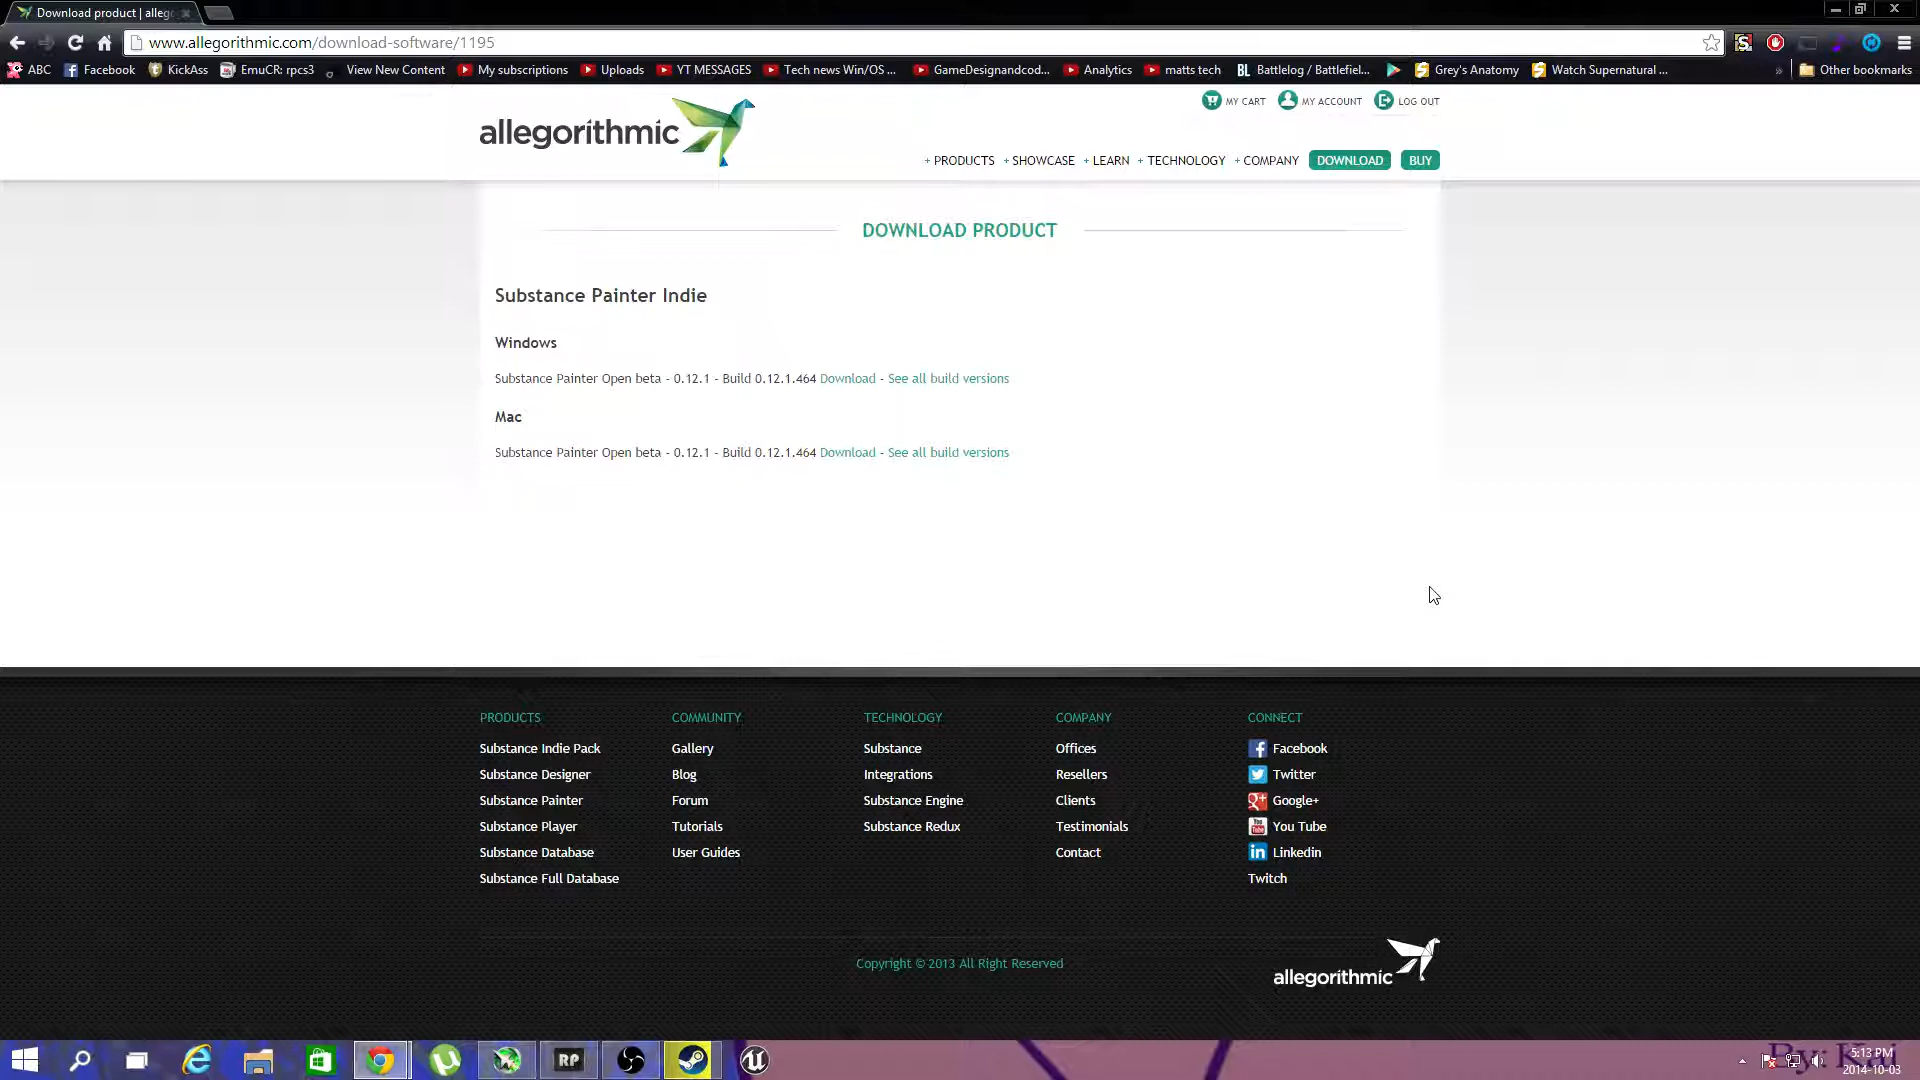 Download product | alleg
www.allegorithmic.com/download-software/1195
ABC Facebook KickAss EmuCR: rpcs3 View New Content My subscriptions Uploads YT MESSAGES Tech news Win/OS ... GameDesignandcod... Analytics matts tech BL Battlelog / Battlefiel... Grey's Anatomy Watch Supernatural ... » Other bookmarks
MY CART MY ACCOUNT LOG OUT
allegorithmic
+ PRODUCTS + SHOWCASE + LEARN + TECHNOLOGY + COMPANY DOWNLOAD BUY
DOWNLOAD PRODUCT
Substance Painter Indie
Windows
Substance Painter Open beta - 0.12.1 - Build 0.12.1.464 Download - See all build versions
Mac
Substance Painter Open beta - 0.12.1 - Build 0.12.1.464 Download - See all build versions
PRODUCTS COMMUNITY TECHNOLOGY COMPANY CONNECT
Substance Indie Pack Gallery Substance Offices Facebook
Substance Designer Blog Integrations Resellers Twitter
Substance Painter Forum Substance Engine Clients Google+
Substance Player Tutorials Substance Redux Testimonials You Tube
Substance Database User Guides Contact Linkedin
Substance Full Database Twitch
Copyright © 2013 All Right Reserved
allegorithmic
RP
By: Kai
5:13 PM
2014-10-03